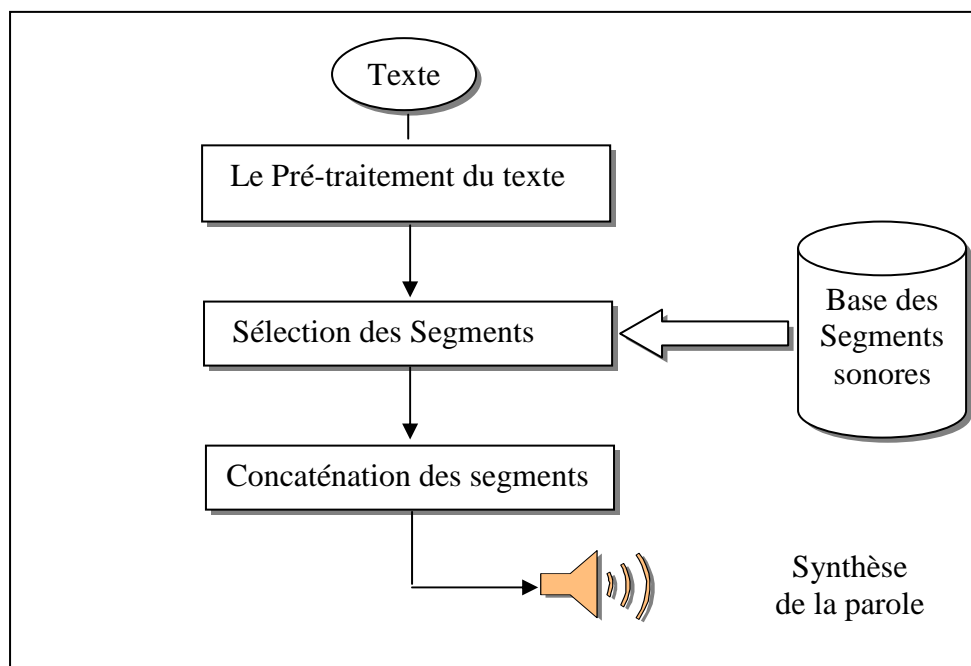 Texte
Le Pré-traitement du texte
Sélection des Segments
Base des
Segments
sonores
Concaténation des segments
Synthèse
de la parole